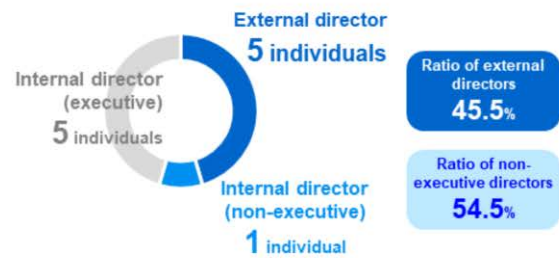 External director
5 individuals
Internal director
(executive)
5 individuals
Internal director
(non-executive)
1 individual
Ratio of external
directors
45.5%
Ratio of non-
executive directors
54.5%